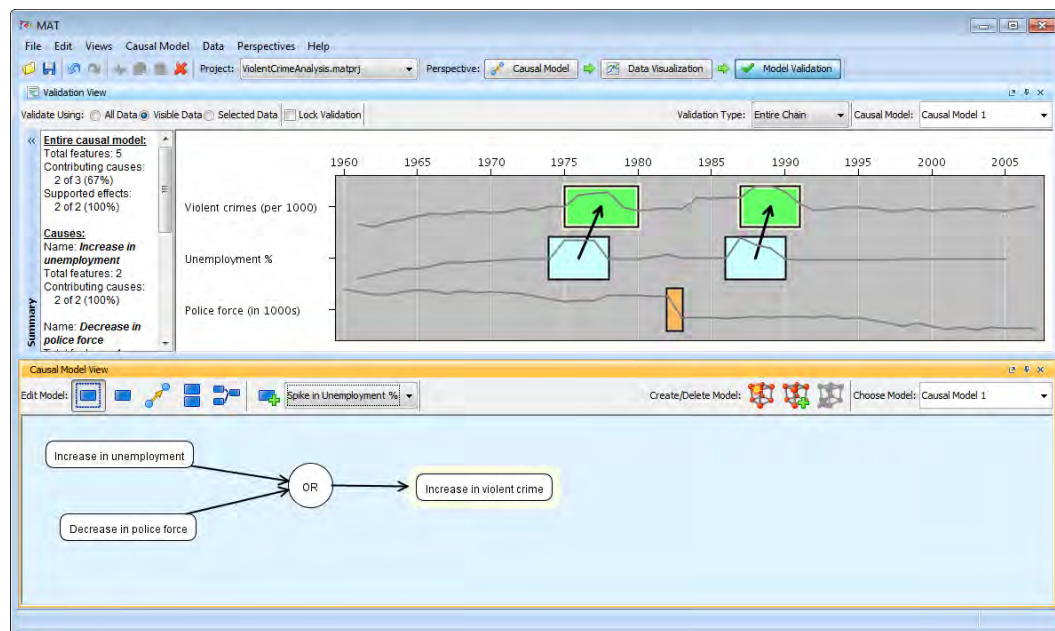 MAT
File Edit Views Causal Model Data Perspectives Help
Project: ViolentCrimeAnalysis.matprj Perspective: Causal Model Data Visualization Model Validation
Validation View
Validate Using: All Data Visible Data Selected Data Lock Validation Validation Type: Entire Chain Causal Model: Causal Model 1
Summary
Entire causal model:
Total features: 5
Contributing causes:
2 of 3 (67%)
Supported effects:
2 of 2 (100%)
Causes:
Name: Increase in
unemployment
Total features: 2
Contributing causes:
2 of 2 (100%)
Name: Decrease in
police force
1960 1965 1970 1975 1980 1985 1990 1995 2000 2005
Violent crimes (per 1000)
Unemployment %
Police force (in 1000s)
Causal Model View
Edit Model: Spike in Unemployment % Create/Delete Model: Choose Model: Causal Model 1
Increase in unemployment
OR
Increase in violent crime
Decrease in police force